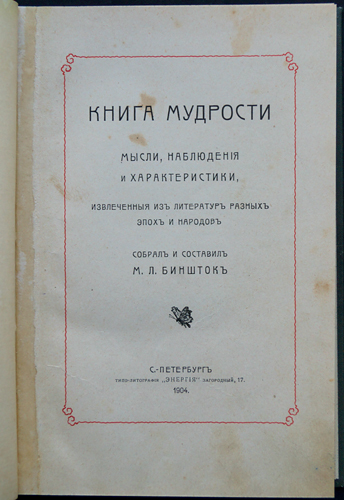 КНИГА МУДРОСТИ
МЫСЛИ, НАБЛЮДЕНІЯ
И ХАРАКТЕРИСТИКИ,
ИЗВЛЕЧЕННЫЯ ИЗЪ ЛИТЕРАТУРЪ РАЗНЫХЪ
ЭПОХЪ И НАРОДОВЪ
СОБРАЛЪ И СОСТАВИЛЪ
М. Л. БИНШТОКЪ
С.-ПЕТЕРБУРГЪ
ТИПО-ЛИТОГРАФІЯ „ЭНЕРГІЯ“ ЗАГОРОДНЫЙ, 17.
1904.